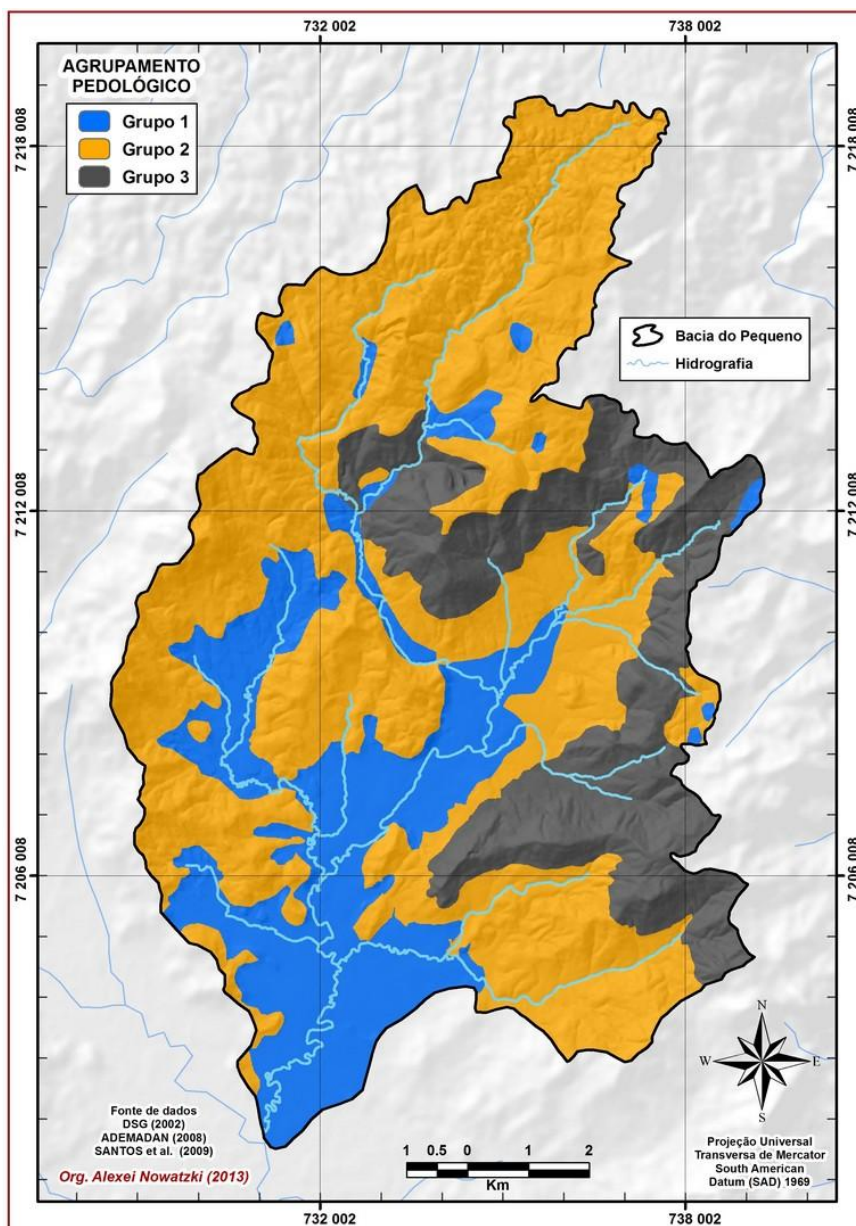 732 002
738 002
AGRUPAMENTO
PEDOLÓGICO
Grupo 1
Grupo 2
Grupo 3
7 218 008
7 218 008
Bacia do Pequeno
Hidrografia
7 212 008
7 212 008
7 206 008
7 206 008
N
W
E
S
Fonte de dados
DSG (2002)
ADEMADAN (2008)
SANTOS et al. (2009)
Org. Alexei Nowatzki (2013)
1 0.5 0 1 2
Km
Projeção Universal
Transversa de Mercator
South American
Datum (SAD) 1969
732 002
738 002